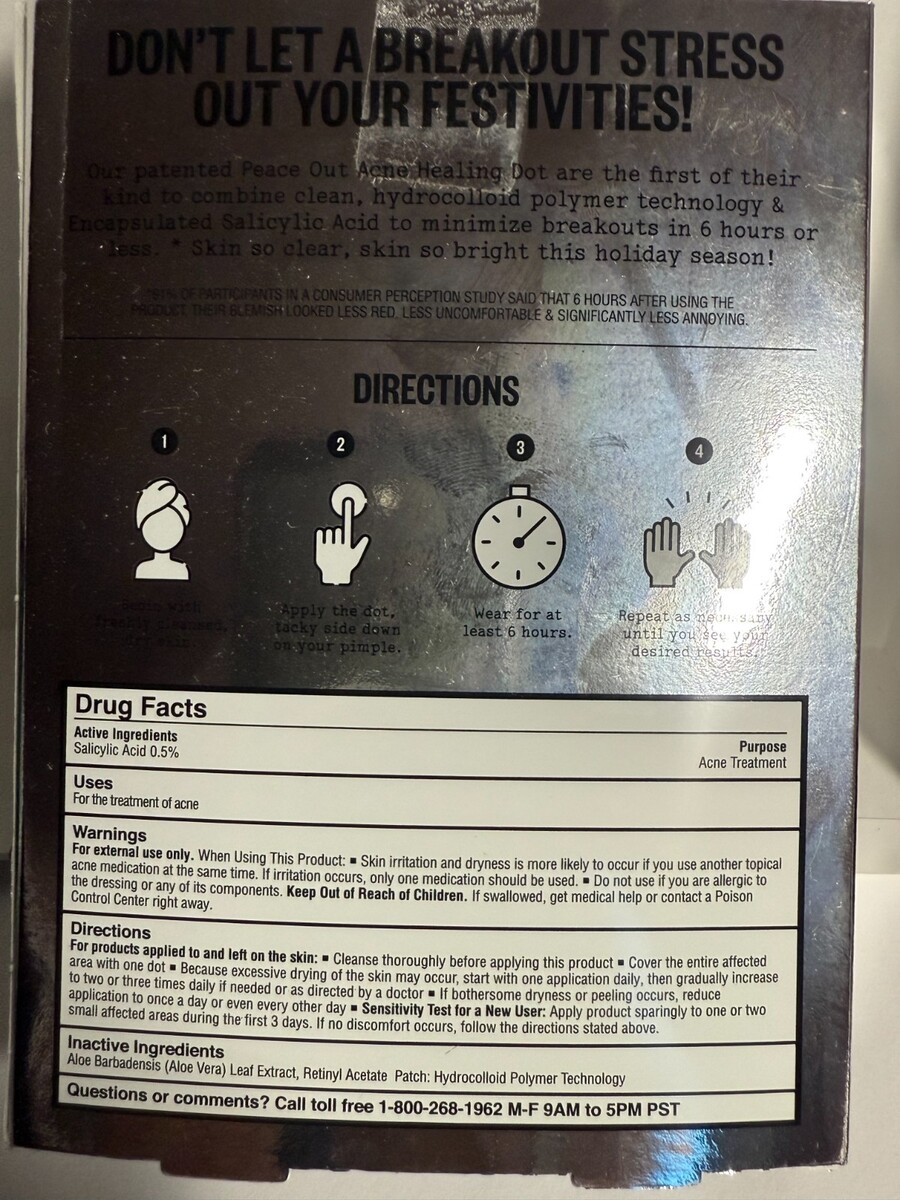 DON'T LET A BREAKOUT STRESS
OUT YOUR FESTIVITIES!
Our patented Peace Out Acne Healing Dot are the first of their
kind to combine clean, hydrocolloid polymer technology &
Encapsulated Salicylic Acid to minimize breakouts in 6 hours or
less. * Skin so clear, skin so bright this holiday season!
OF PARTICIPANTS IN A CONSUMER PERCEPTION STUDY SAID THAT 6 HOURS AFTER USING THE
PRODUCT THEIR BLEMISH LOOKED LESS RED, LESS UNCOMFORTABLE & SIGNIFICANTLY LESS ANNOYING.
DIRECTIONS
1
2
3
4
Begin with
freshly cleansed,
dry skin
Apply the dot,
tacky side down
on your pimple.
Wear for at
least 6 hours.
Repeat as necessary
until you see your
desired results.
Drug Facts
Active Ingredients
Salicylic Acid 0.5%
Purpose
Acne Treatment
Uses
For the treatment of acne
Warnings
For external use only. When Using This Product: ▪ Skin irritation and dryness is more likely to occur if you use another topical
acne medication at the same time. If irritation occurs, only one medication should be used. ▪ Do not use if you are allergic to
the dressing or any of its components. Keep Out of Reach of Children. If swallowed, get medical help or contact a Poison
Control Center right away.
Directions
For products applied to and left on the skin: ▪ Cleanse thoroughly before applying this product ▪ Cover the entire affected
area with one dot ▪ Because excessive drying of the skin may occur, start with one application daily, then gradually increase
to two or three times daily if needed or as directed by a doctor ▪ If bothersome dryness or peeling occurs, reduce
application to once a day or even every other day ▪ Sensitivity Test for a New User: Apply product sparingly to one or two
small affected areas during the first 3 days. If no discomfort occurs, follow the directions stated above.
Inactive Ingredients
Aloe Barbadensis (Aloe Vera) Leaf Extract, Retinyl Acetate Patch: Hydrocolloid Polymer Technology
Questions or comments? Call toll free 1-800-268-1962 M-F 9AM to 5PM PST